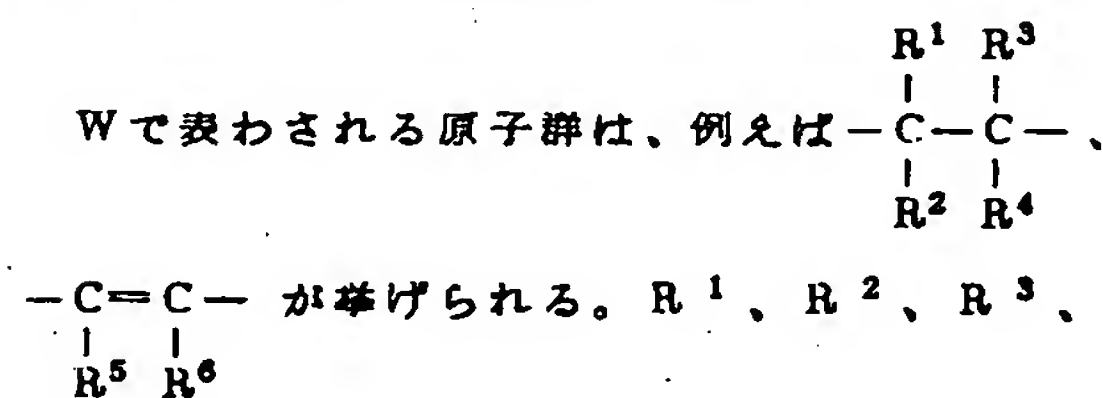 R¹ R³
| |
Wで表わされる原子群は、例えば－C－C－、
| |
R² R⁴
－C＝C－ が挙げられる。R¹、R²、R³、
| |
R⁵ R⁶